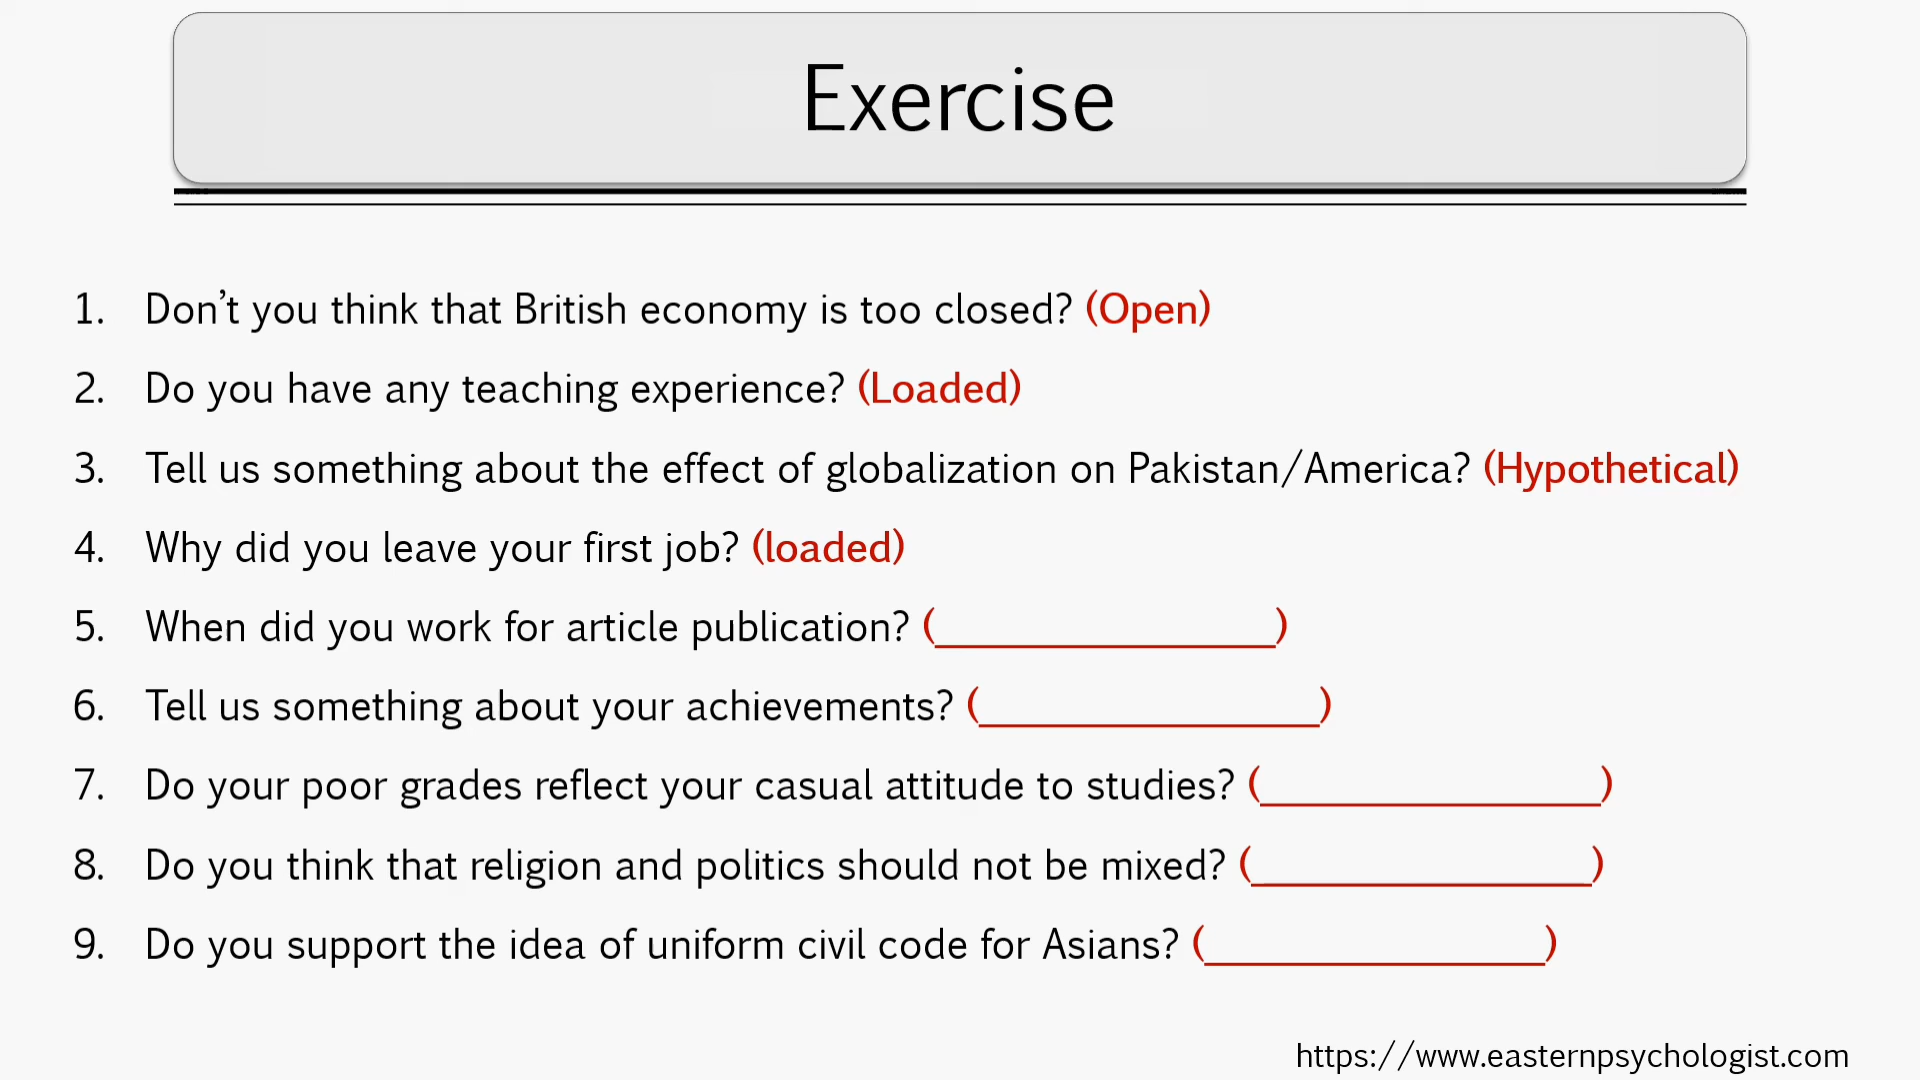 Exercise
1. Don’t you think that British economy is too closed? (Open)
2. Do you have any teaching experience? (Loaded)
3. Tell us something about the effect of globalization on Pakistan/America? (Hypothetical)
4. Why did you leave your first job? (loaded)
5. When did you work for article publication? (________________)
6. Tell us something about your achievements? (________________)
7. Do your poor grades reflect your casual attitude to studies? (________________)
8. Do you think that religion and politics should not be mixed? (________________)
9. Do you support the idea of uniform civil code for Asians? (________________)
https://www.easternpsychologist.com